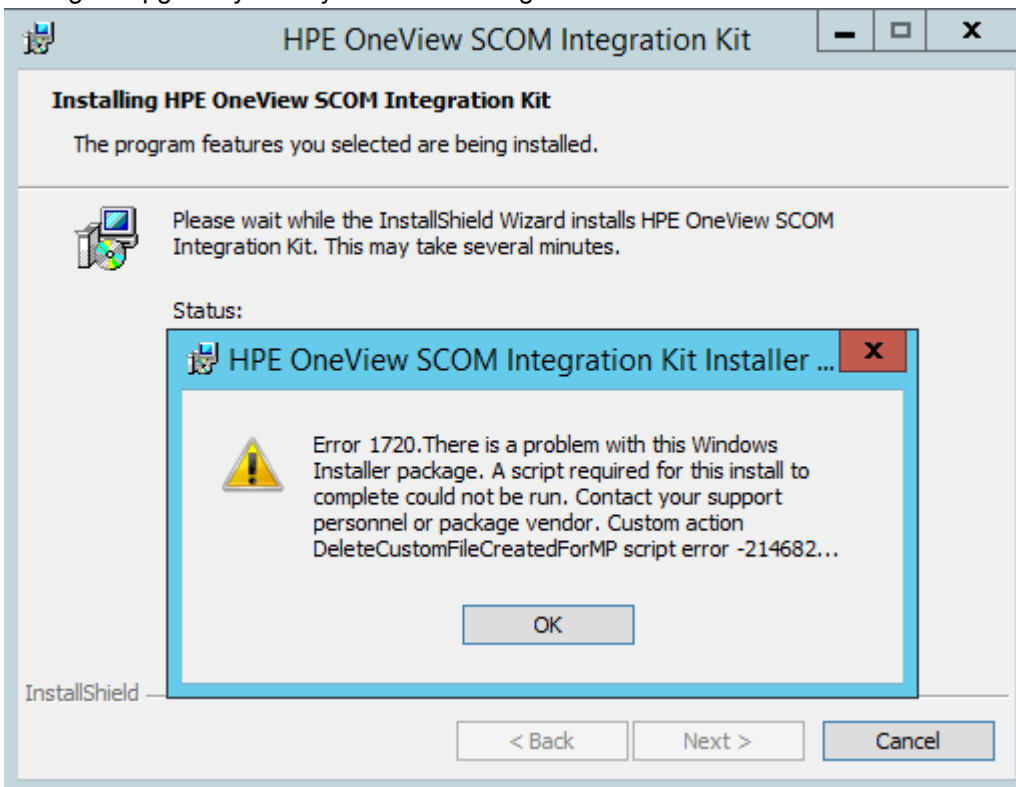 HPE OneView SCOM Integration Kit
Installing HPE OneView SCOM Integration Kit
The program features you selected are being installed.
Please wait while the InstallShield Wizard installs HPE OneView SCOM
Integration Kit. This may take several minutes.
Status:
HPE OneView SCOM Integration Kit Installer ...
Error 1720.There is a problem with this Windows
Installer package. A script required for this install to
complete could not be run. Contact your support
personnel or package vendor. Custom action
DeleteCustomFileCreatedForMP script error -214682...
OK
InstallShield
< Back Next > Cancel